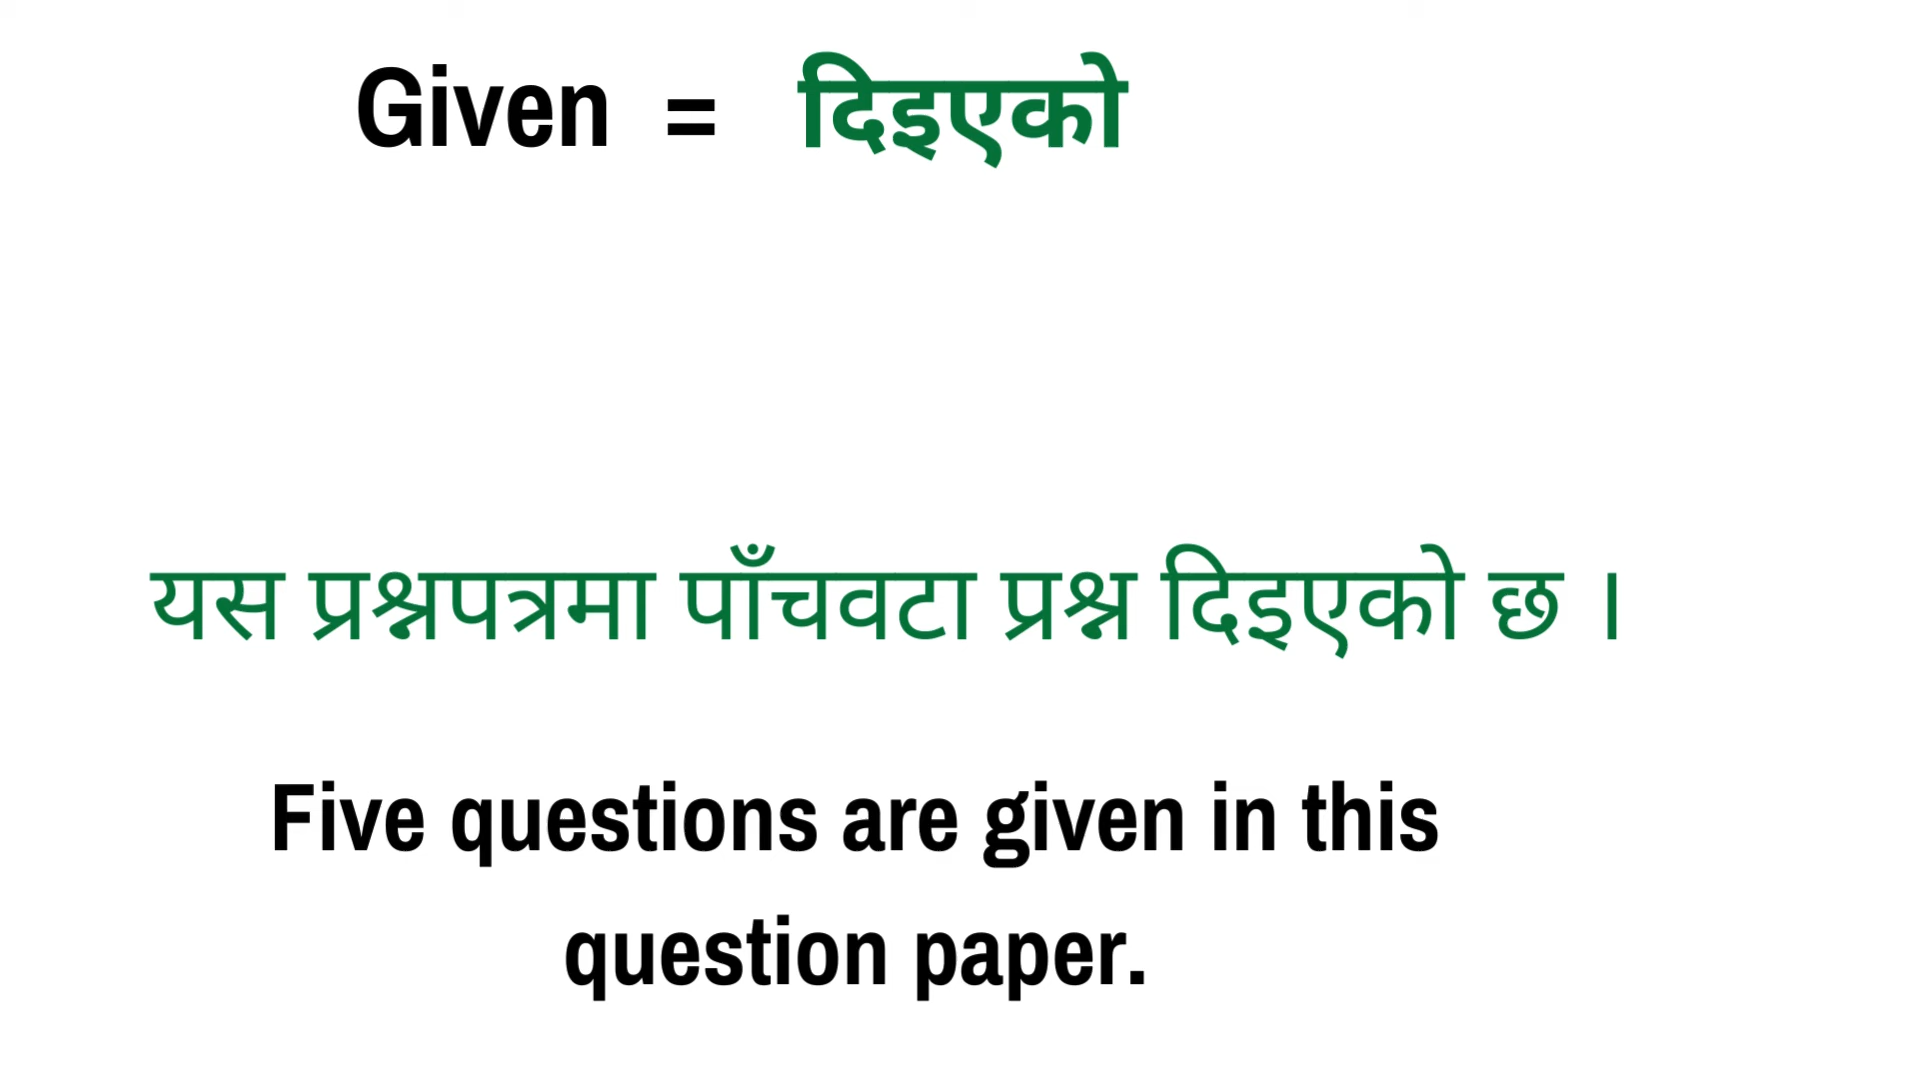 Given = दिइएको
यस प्रश्नपत्रमा पाँचवटा प्रश्न दिइएको छ ।
Five questions are given in this
question paper.